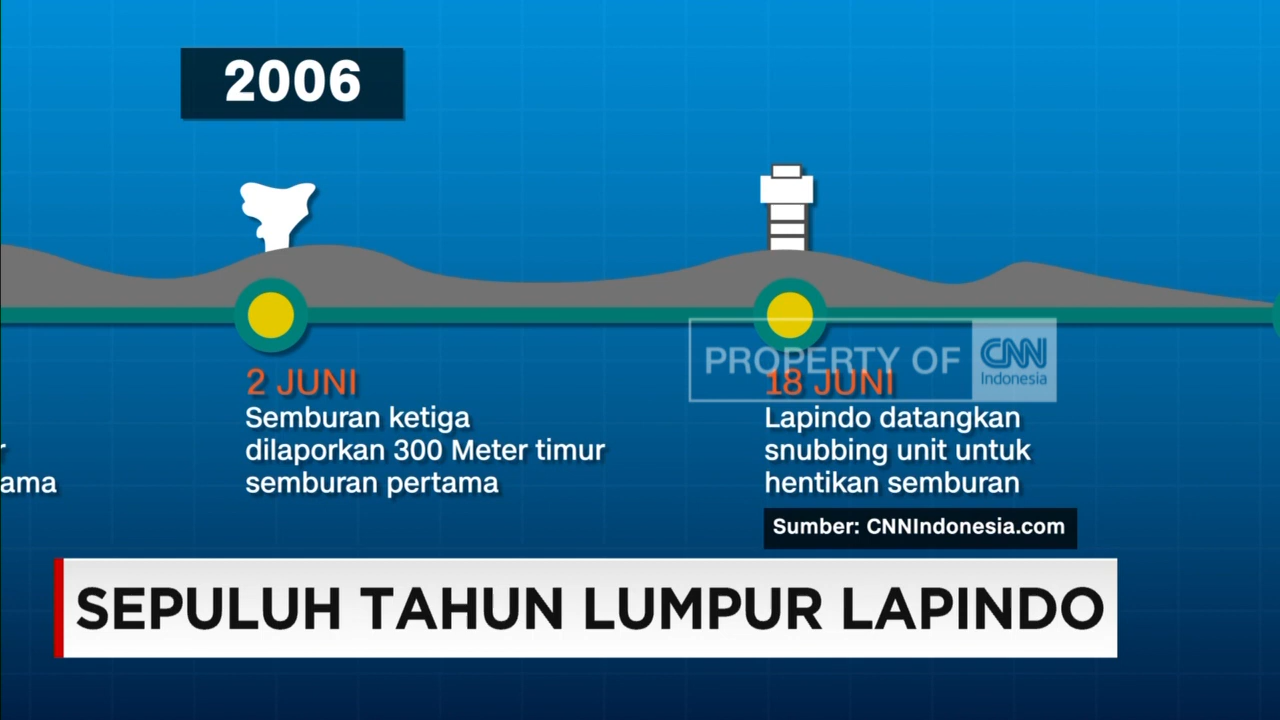 2006
2 JUNI
Semburan ketiga
dilaporkan 300 Meter timur
semburan pertama
ama
PROPERTY OF CNN Indonesia
18 JUNI
Lapindo datangkan
snubbing unit untuk
hentikan semburan
Sumber: CNNIndonesia.com
SEPULUH TAHUN LUMPUR LAPINDO